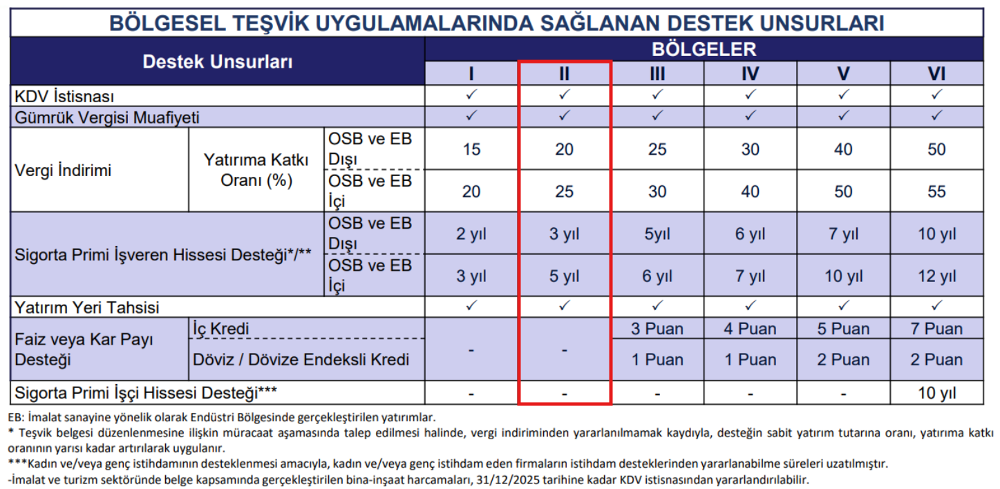 BÖLGESEL TEŞVİK UYGULAMALARINDA SAĞLANAN DESTEK UNSURLARI
Destek Unsurları
BÖLGELER
I II III IV V VI
KDV İstisnası ✓ ✓ ✓ ✓ ✓ ✓
Gümrük Vergisi Muafiyeti ✓ ✓ ✓ ✓ ✓ ✓
Vergi İndirimi
Yatırıma Katkı
Oranı (%)
OSB ve EB
Dışı
15 20 25 30 40 50
OSB ve EB
İçi
20 25 30 40 50 55
Sigorta Primi İşveren Hissesi Desteği*/**
OSB ve EB
Dışı
2 yıl 3 yıl 5yıl 6 yıl 7 yıl 10 yıl
OSB ve EB
İçi
3 yıl 5 yıl 6 yıl 7 yıl 10 yıl 12 yıl
Yatırım Yeri Tahsisi ✓ ✓ ✓ ✓ ✓ ✓
Faiz veya Kar Payı
Desteği
İç Kredi
- - 3 Puan 4 Puan 5 Puan 7 Puan
Döviz / Dövize Endeksli Kredi
1 Puan 1 Puan 2 Puan 2 Puan
Sigorta Primi İşçi Hissesi Desteği*** - - - - - 10 yıl
EB: İmalat sanayine yönelik olarak Endüstri Bölgesinde gerçekleştirilen yatırımlar.
* Teşvik belgesi düzenlenmesine ilişkin müracaat aşamasında talep edilmesi halinde, vergi indiriminden yararlanılmamak kaydıyla, desteğin sabit yatırım tutarına oranı, yatırıma katkı
oranının yarısı kadar artırılarak uygulanır.
***Kadın ve/veya genç istihdamının desteklenmesi amacıyla, kadın ve/veya genç istihdam eden firmaların istihdam desteklerinden yararlanabilme süreleri uzatılmıştır.
-İmalat ve turizm sektöründe belge kapsamında gerçekleştirilen bina-inşaat harcamaları, 31/12/2025 tarihine kadar KDV istisnasından yararlandırılabilir.